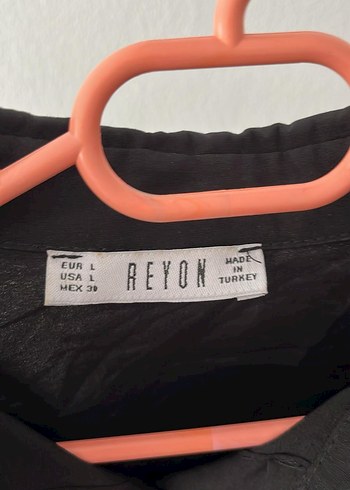 EUR L
USA L
MEX 30
REYON
MADE
IN
TURKEY